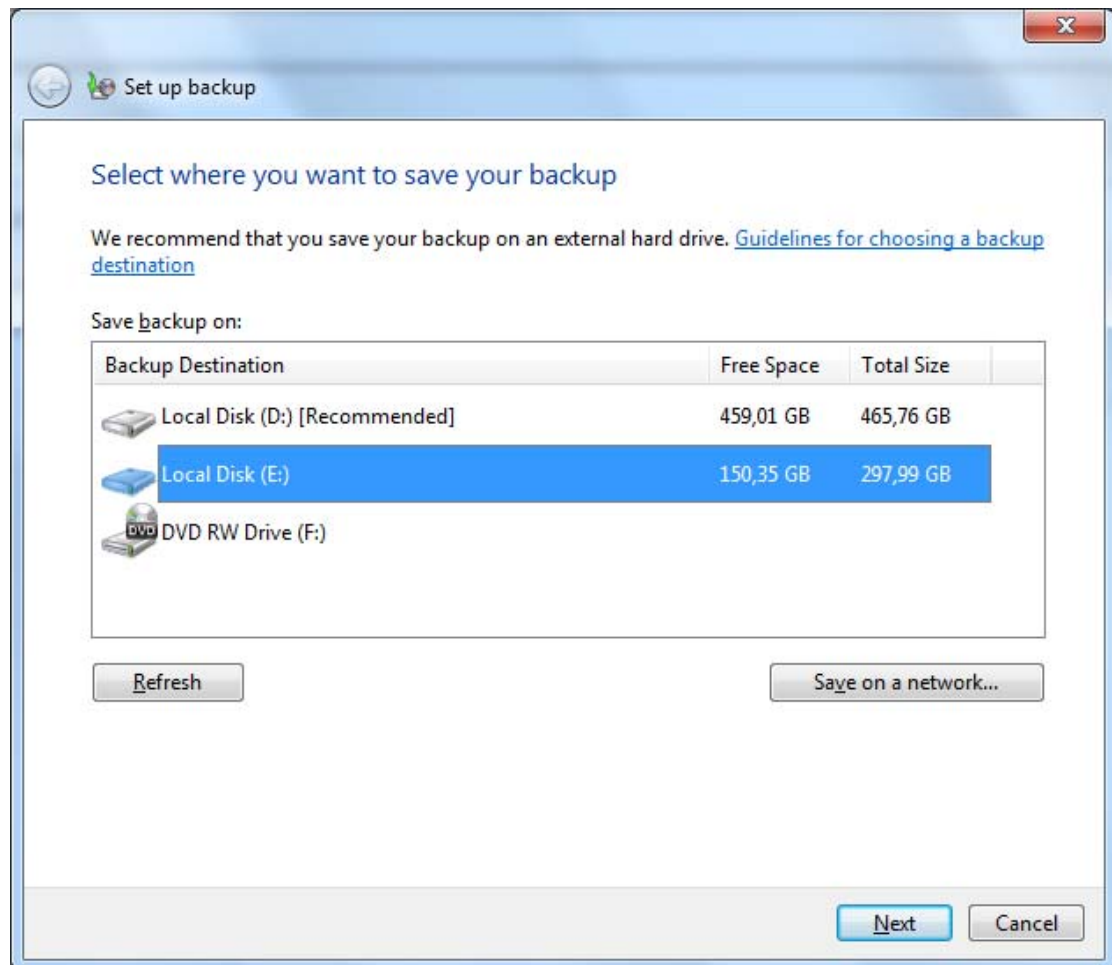 Set up backup
Select where you want to save your backup
We recommend that you save your backup on an external hard drive. Guidelines for choosing a backup
destination
Save backup on:
Backup Destination Free Space Total Size
Local Disk (D:) [Recommended] 459,01 GB 465,76 GB
Local Disk (E:) 150,35 GB 297,99 GB
DVD
DVD RW Drive (F:)
Refresh Save on a network...
Next Cancel